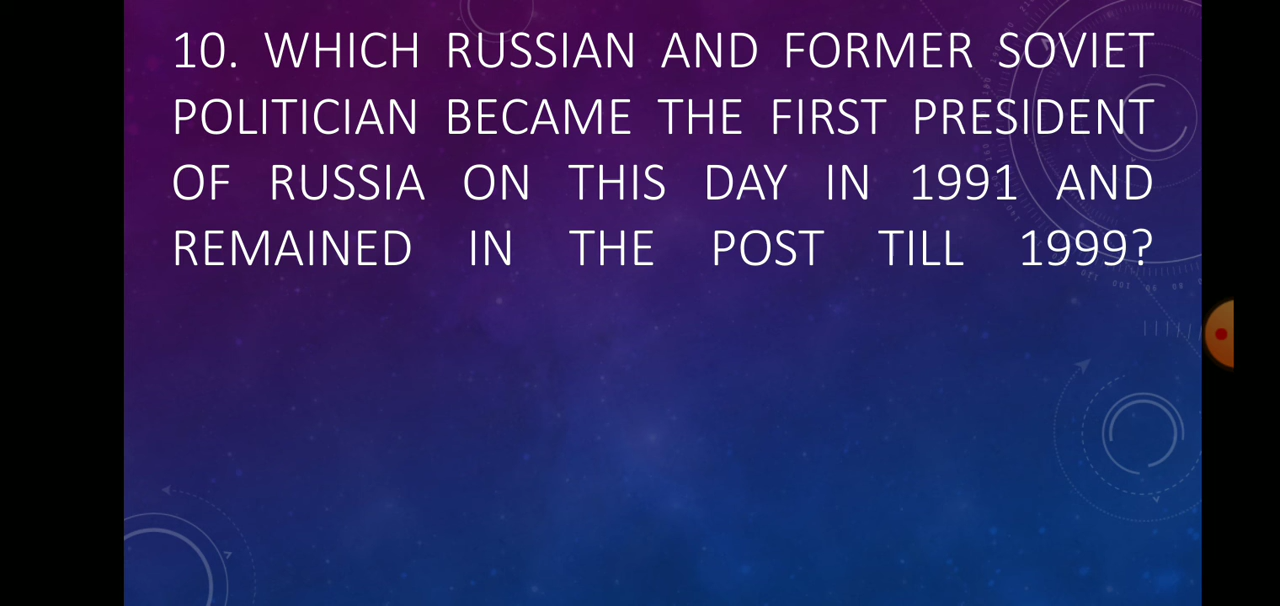 10. WHICH RUSSIAN AND FORMER SOVIET
POLITICIAN BECAME THE FIRST PRESIDENT
OF RUSSIA ON THIS DAY IN 1991 AND
REMAINED IN THE POST TILL 1999?